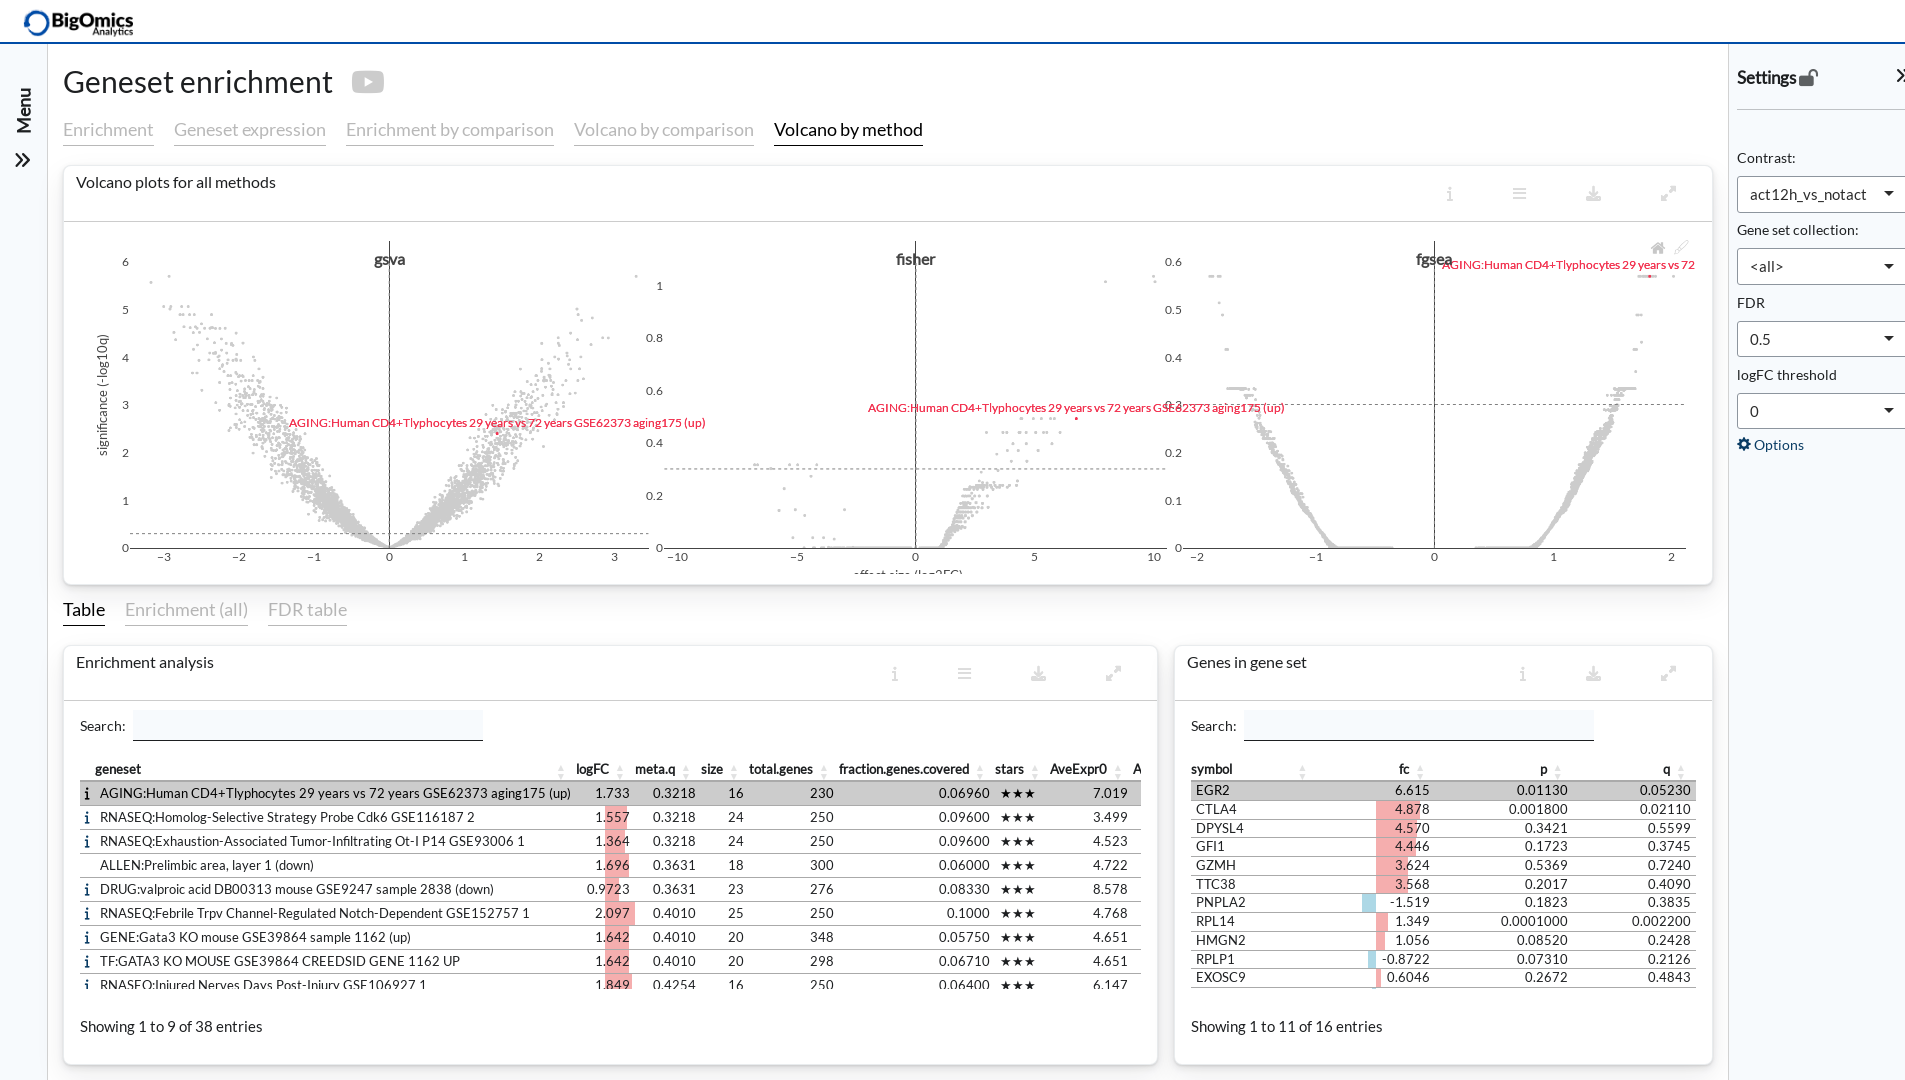 BigOmics
Analytics
Menu
Geneset enrichment
Enrichment Geneset expression Enrichment by comparison Volcano by comparison Volcano by method
Volcano plots for all methods
significance (-log10q)
gsva
6
5
4
3
2
1
0
−3 −2 −1 0 1 2 3
AGING:Human CD4+Tlyphocytes 29 years vs 72 years GSE62373 aging175 (up)
fisher
1
0.8
0.6
0.4
0.2
0
−10 −5 0 5 10
AGING:Human CD4+Tlyphocytes 29 years vs 72 years GSE62373 aging175 (up)
effect size (log2FC)
fgsea
0.6
0.5
0.4
0.3
0.2
0.1
0
−2 −1 0 1 2
AGING:Human CD4+Tlyphocytes 29 years vs 72
Table Enrichment (all) FDR table
Enrichment analysis
Search:
geneset logFC meta.q size total.genes fraction.genes.covered stars AveExpr0 A
AGING:Human CD4+Tlyphocytes 29 years vs 72 years GSE62373 aging175 (up) 1.733 0.3218 16 230 0.06960 ★★★ 7.019
RNASEQ:Homolog-Selective Strategy Probe Cdk6 GSE116187 2 1.557 0.3218 24 250 0.09600 ★★★ 3.499
RNASEQ:Exhaustion-Associated Tumor-Infiltrating Ot-I P14 GSE93006 1 1.364 0.3218 24 250 0.09600 ★★★ 4.523
ALLEN:Prelimbic area, layer 1 (down) 1.696 0.3631 18 300 0.06000 ★★★ 4.722
DRUG:valproic acid DB00313 mouse GSE9247 sample 2838 (down) 0.9723 0.3631 23 276 0.08330 ★★★ 8.578
RNASEQ:Febrile Trpv Channel-Regulated Notch-Dependent GSE152757 1 2.097 0.4010 25 250 0.1000 ★★★ 4.768
GENE:Gata3 KO mouse GSE39864 sample 1162 (up) 1.642 0.4010 20 348 0.05750 ★★★ 4.651
TF:GATA3 KO MOUSE GSE39864 CREEDSID GENE 1162 UP 1.642 0.4010 20 298 0.06710 ★★★ 4.651
RNASEQ:Injured Nerves Days Post-Injury GSE106927 1 1.849 0.4254 16 250 0.06400 ★★★ 6.147
Showing 1 to 9 of 38 entries
Genes in gene set
Search:
symbol fc p q
EGR2 6.615 0.01130 0.05230
CTLA4 4.878 0.001800 0.02110
DPYSL4 4.570 0.3421 0.5599
GFI1 4.446 0.1723 0.3745
GZMH 3.624 0.5369 0.7240
TTC38 3.568 0.2017 0.4090
PNPLA2 -1.519 0.1823 0.3835
RPL14 1.349 0.0001000 0.002200
HMGN2 1.056 0.08520 0.2428
RPLP1 -0.8722 0.07310 0.2126
EXOSC9 0.6046 0.2672 0.4843
Showing 1 to 11 of 16 entries
Settings
Contrast:
act12h_vs_notact
Gene set collection:
<all>
FDR
0.5
logFC threshold
0
Options